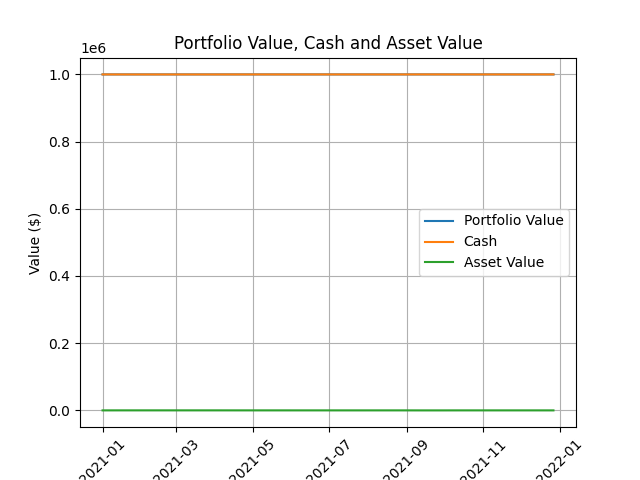 Portfolio Value, Cash and Asset Value
1e6
1.0
0.8
0.6
0.4
0.2
0.0
Value ($)
Portfolio Value
Cash
Asset Value
2021-01
2021-03
2021-05
2021-07
2021-09
2021-11
2022-01